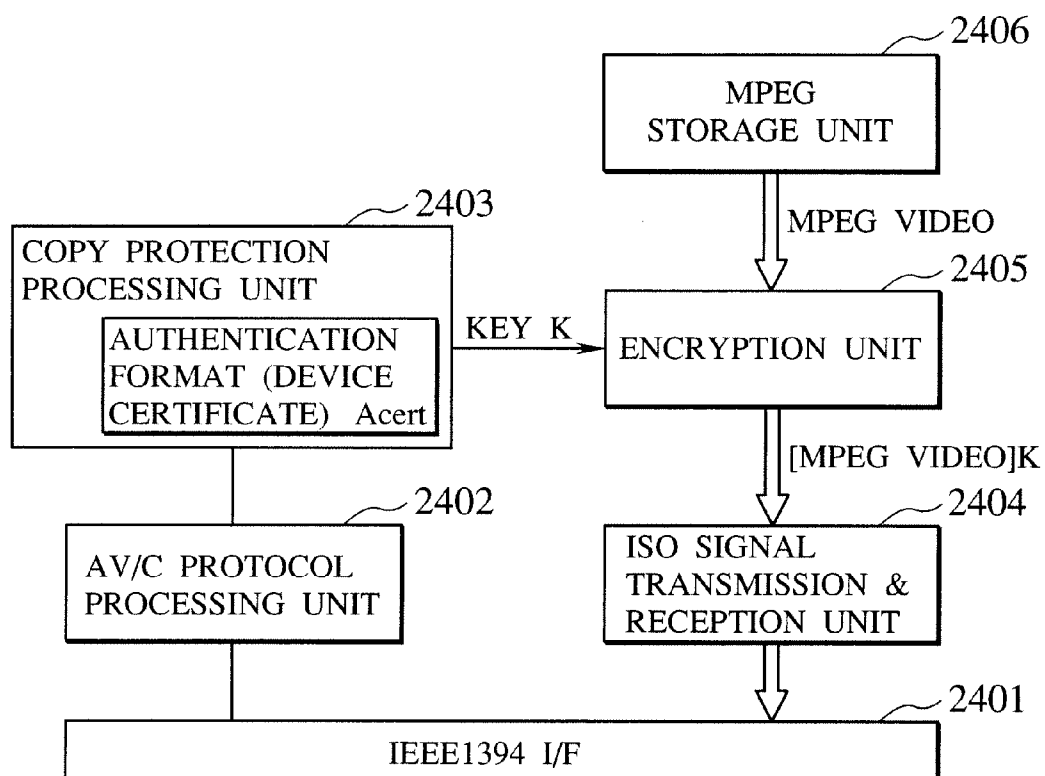 2406
MPEG
STORAGE UNIT
MPEG VIDEO
2403
COPY PROTECTION
PROCESSING UNIT
AUTHENTICATION
FORMAT (DEVICE
CERTIFICATE) Acert
KEY K
2405
ENCRYPTION UNIT
[MPEG VIDEO]K
2402
AV/C PROTOCOL
PROCESSING UNIT
2404
ISO SIGNAL
TRANSMISSION &
RECEPTION UNIT
2401
IEEE1394 I/F